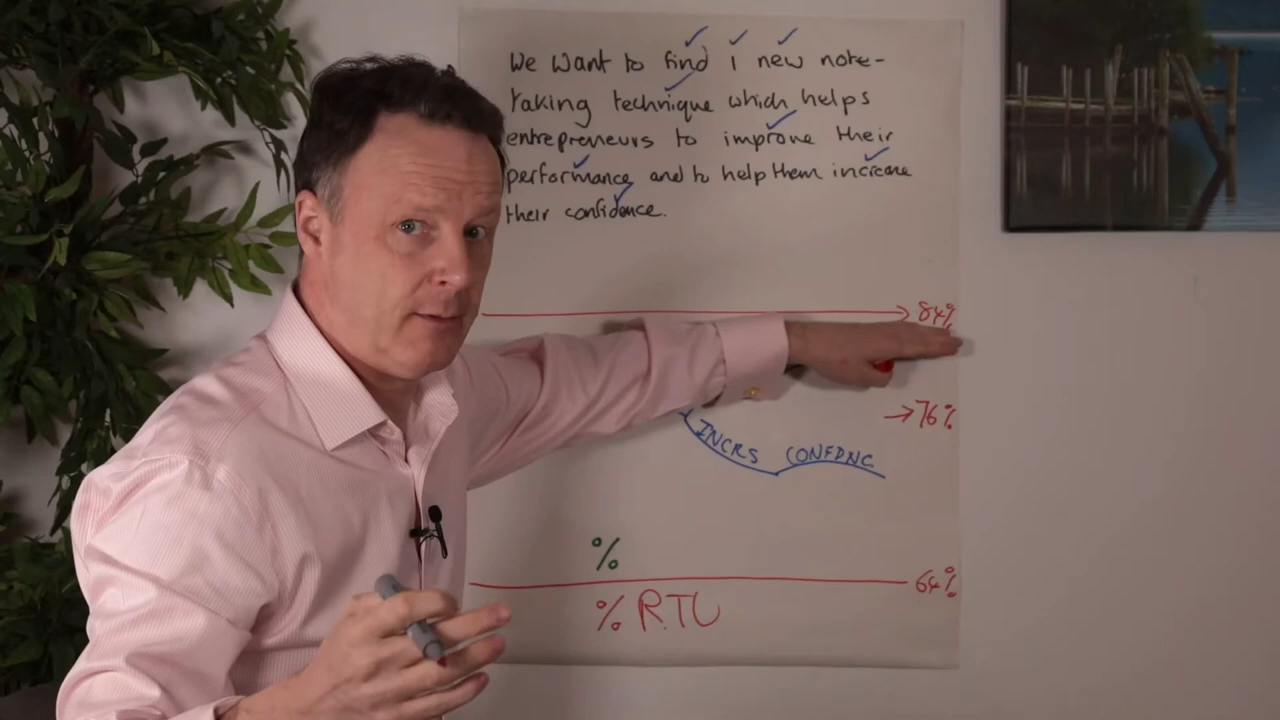 We want to find 1 new note-
taking technique which helps
entrepreneurs to improve their
performance and to help them increase
their confidence.
84%
76%
INCRS CONFDNC
%
64%
% RTU